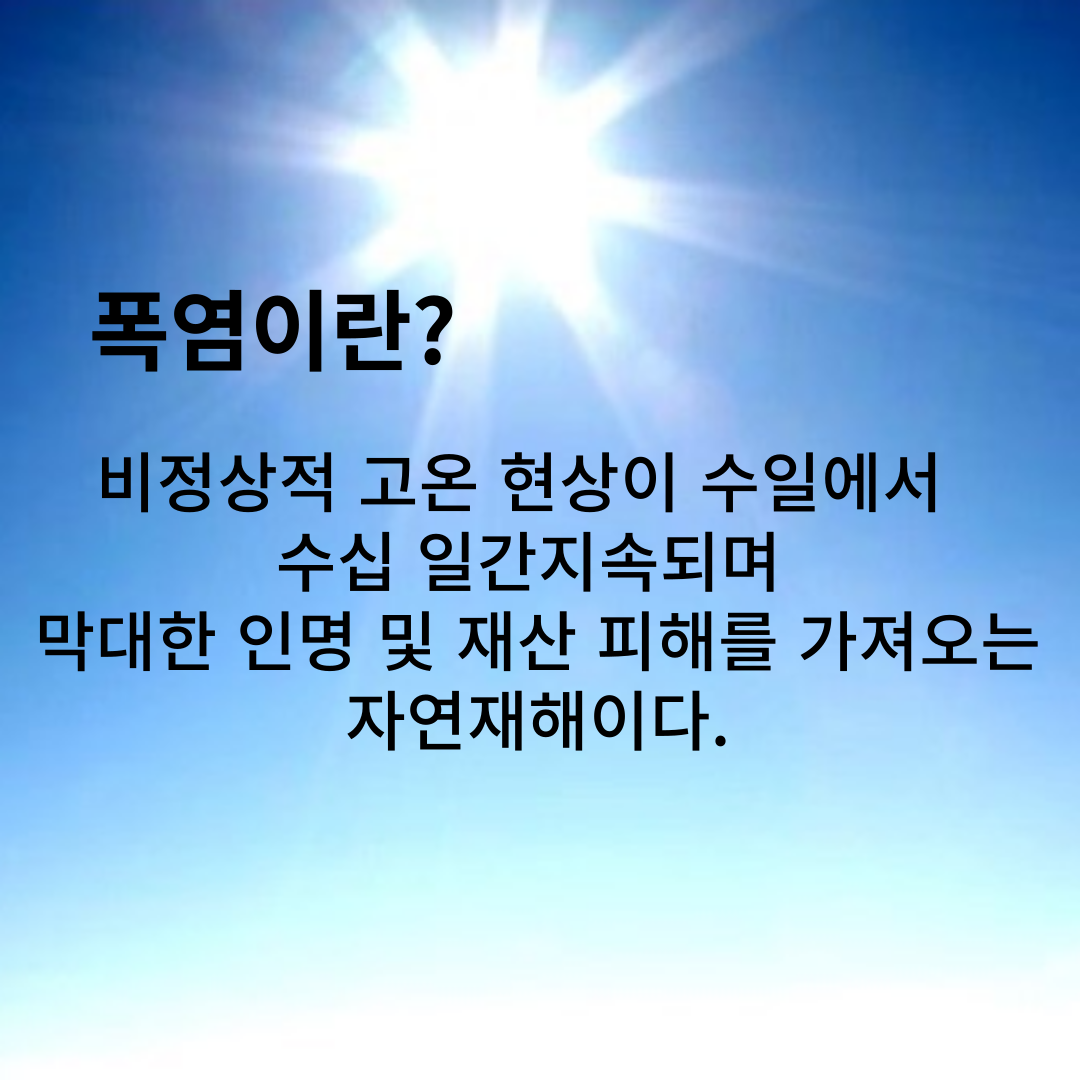 폭염이란?
비정상적 고온 현상이 수일에서
수십 일간지속되며
막대한 인명 및 재산 피해를 가져오는
자연재해이다.